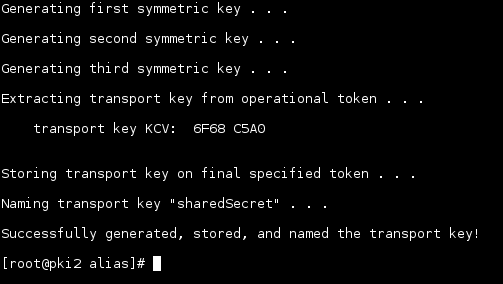 Generating first symmetric key . . .
Generating second symmetric key . . .
Generating third symmetric key . . .
Extracting transport key from operational token . . .
transport key KCV:  6F68 C5A0
Storing transport key on final specified token . . .
Naming transport key "sharedSecret" . . .
Successfully generated, stored, and named the transport key!
[root@pki2 alias]#